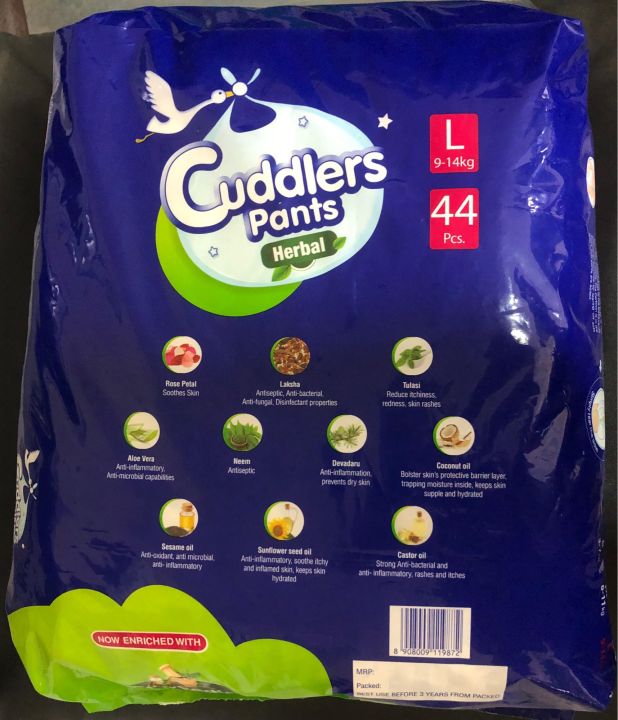 Cuddlers
Pants
Herbal
L
9-14kg
44
Pcs.
Rose Petal
Soothes Skin
Laksha
Antiseptic, Anti-bacterial,
Anti-fungal, Disinfectant properties
Tulasi
Reduce itchiness,
redness, skin rashes
Aloe Vera
Anti-inflammatory,
Anti-microbial capabilities
Neem
Antiseptic
Devadaru
Anti-inflammation,
prevents dry skin
Coconut oil
Bolster skin's protective barrier layer,
trapping moisture inside, keeps skin
supple and hydrated
Sesame oil
Anti-oxidant, anti microbial,
anti- inflammatory
Sunflower seed oil
Anti-inflammatory, soothe itchy
and inflamed skin, keeps skin
hydrated
Castor oil
Strong Anti-bacterial and
anti- inflammatory, rashes and itches
NOW ENRICHED WITH
8 908009 119872
MRP:
Packed:
BEST USE BEFORE 3 YEARS FROM PACKED